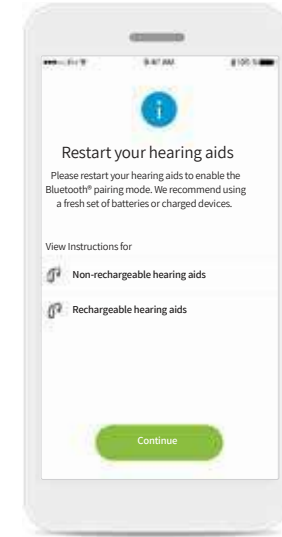 9:41 AM
Restart your hearing aids
Please restart your hearing aids to enable the
Bluetooth® pairing mode. We recommend using
a fresh set of batteries or charged devices.
View Instructions for
Non-rechargeable hearing aids
Rechargeable hearing aids
Continue